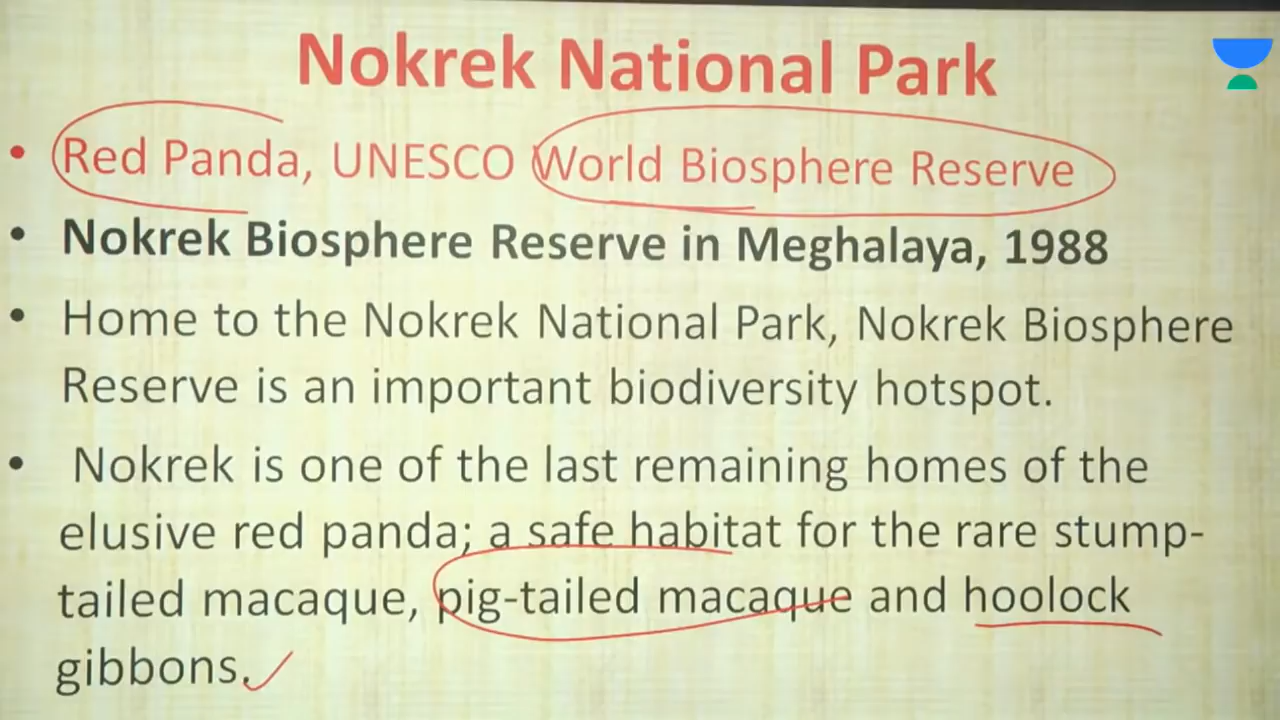 Nokrek National Park
• Red Panda, UNESCO World Biosphere Reserve
• Nokrek Biosphere Reserve in Meghalaya, 1988
• Home to the Nokrek National Park, Nokrek Biosphere
Reserve is an important biodiversity hotspot.
• Nokrek is one of the last remaining homes of the
elusive red panda; a safe habitat for the rare stump-
tailed macaque, pig-tailed macaque and hoolock
gibbons.